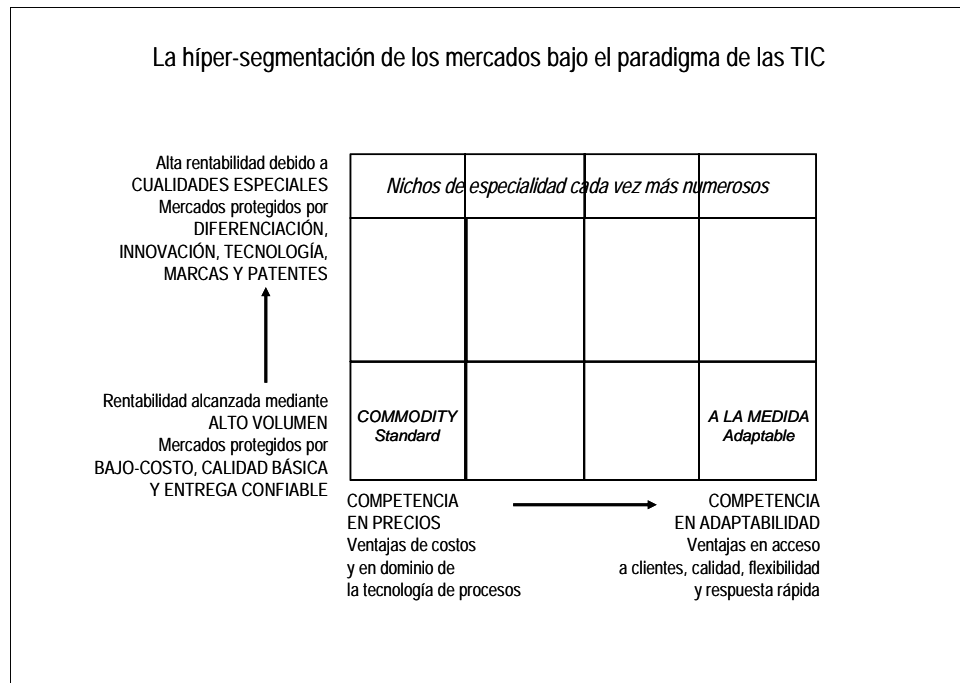 La híper-segmentación de los mercados bajo el paradigma de las TIC
Alta rentabilidad debido a
CUALIDADES ESPECIALES
Mercados protegidos por
DIFERENCIACIÓN,
INNOVACIÓN, TECNOLOGÍA,
MARCAS Y PATENTES
Nichos de especialidad cada vez más numerosos
Rentabilidad alcanzada mediante
ALTO VOLUMEN
Mercados protegidos por
BAJO-COSTO, CALIDAD BÁSICA
Y ENTREGA CONFIABLE
COMMODITY
Standard
A LA MEDIDA
Adaptable
COMPETENCIA
EN PRECIOS
Ventajas de costos
y en dominio de
la tecnología de procesos
COMPETENCIA
EN ADAPTABILIDAD
Ventajas en acceso
a clientes, calidad, flexibilidad
y respuesta rápida